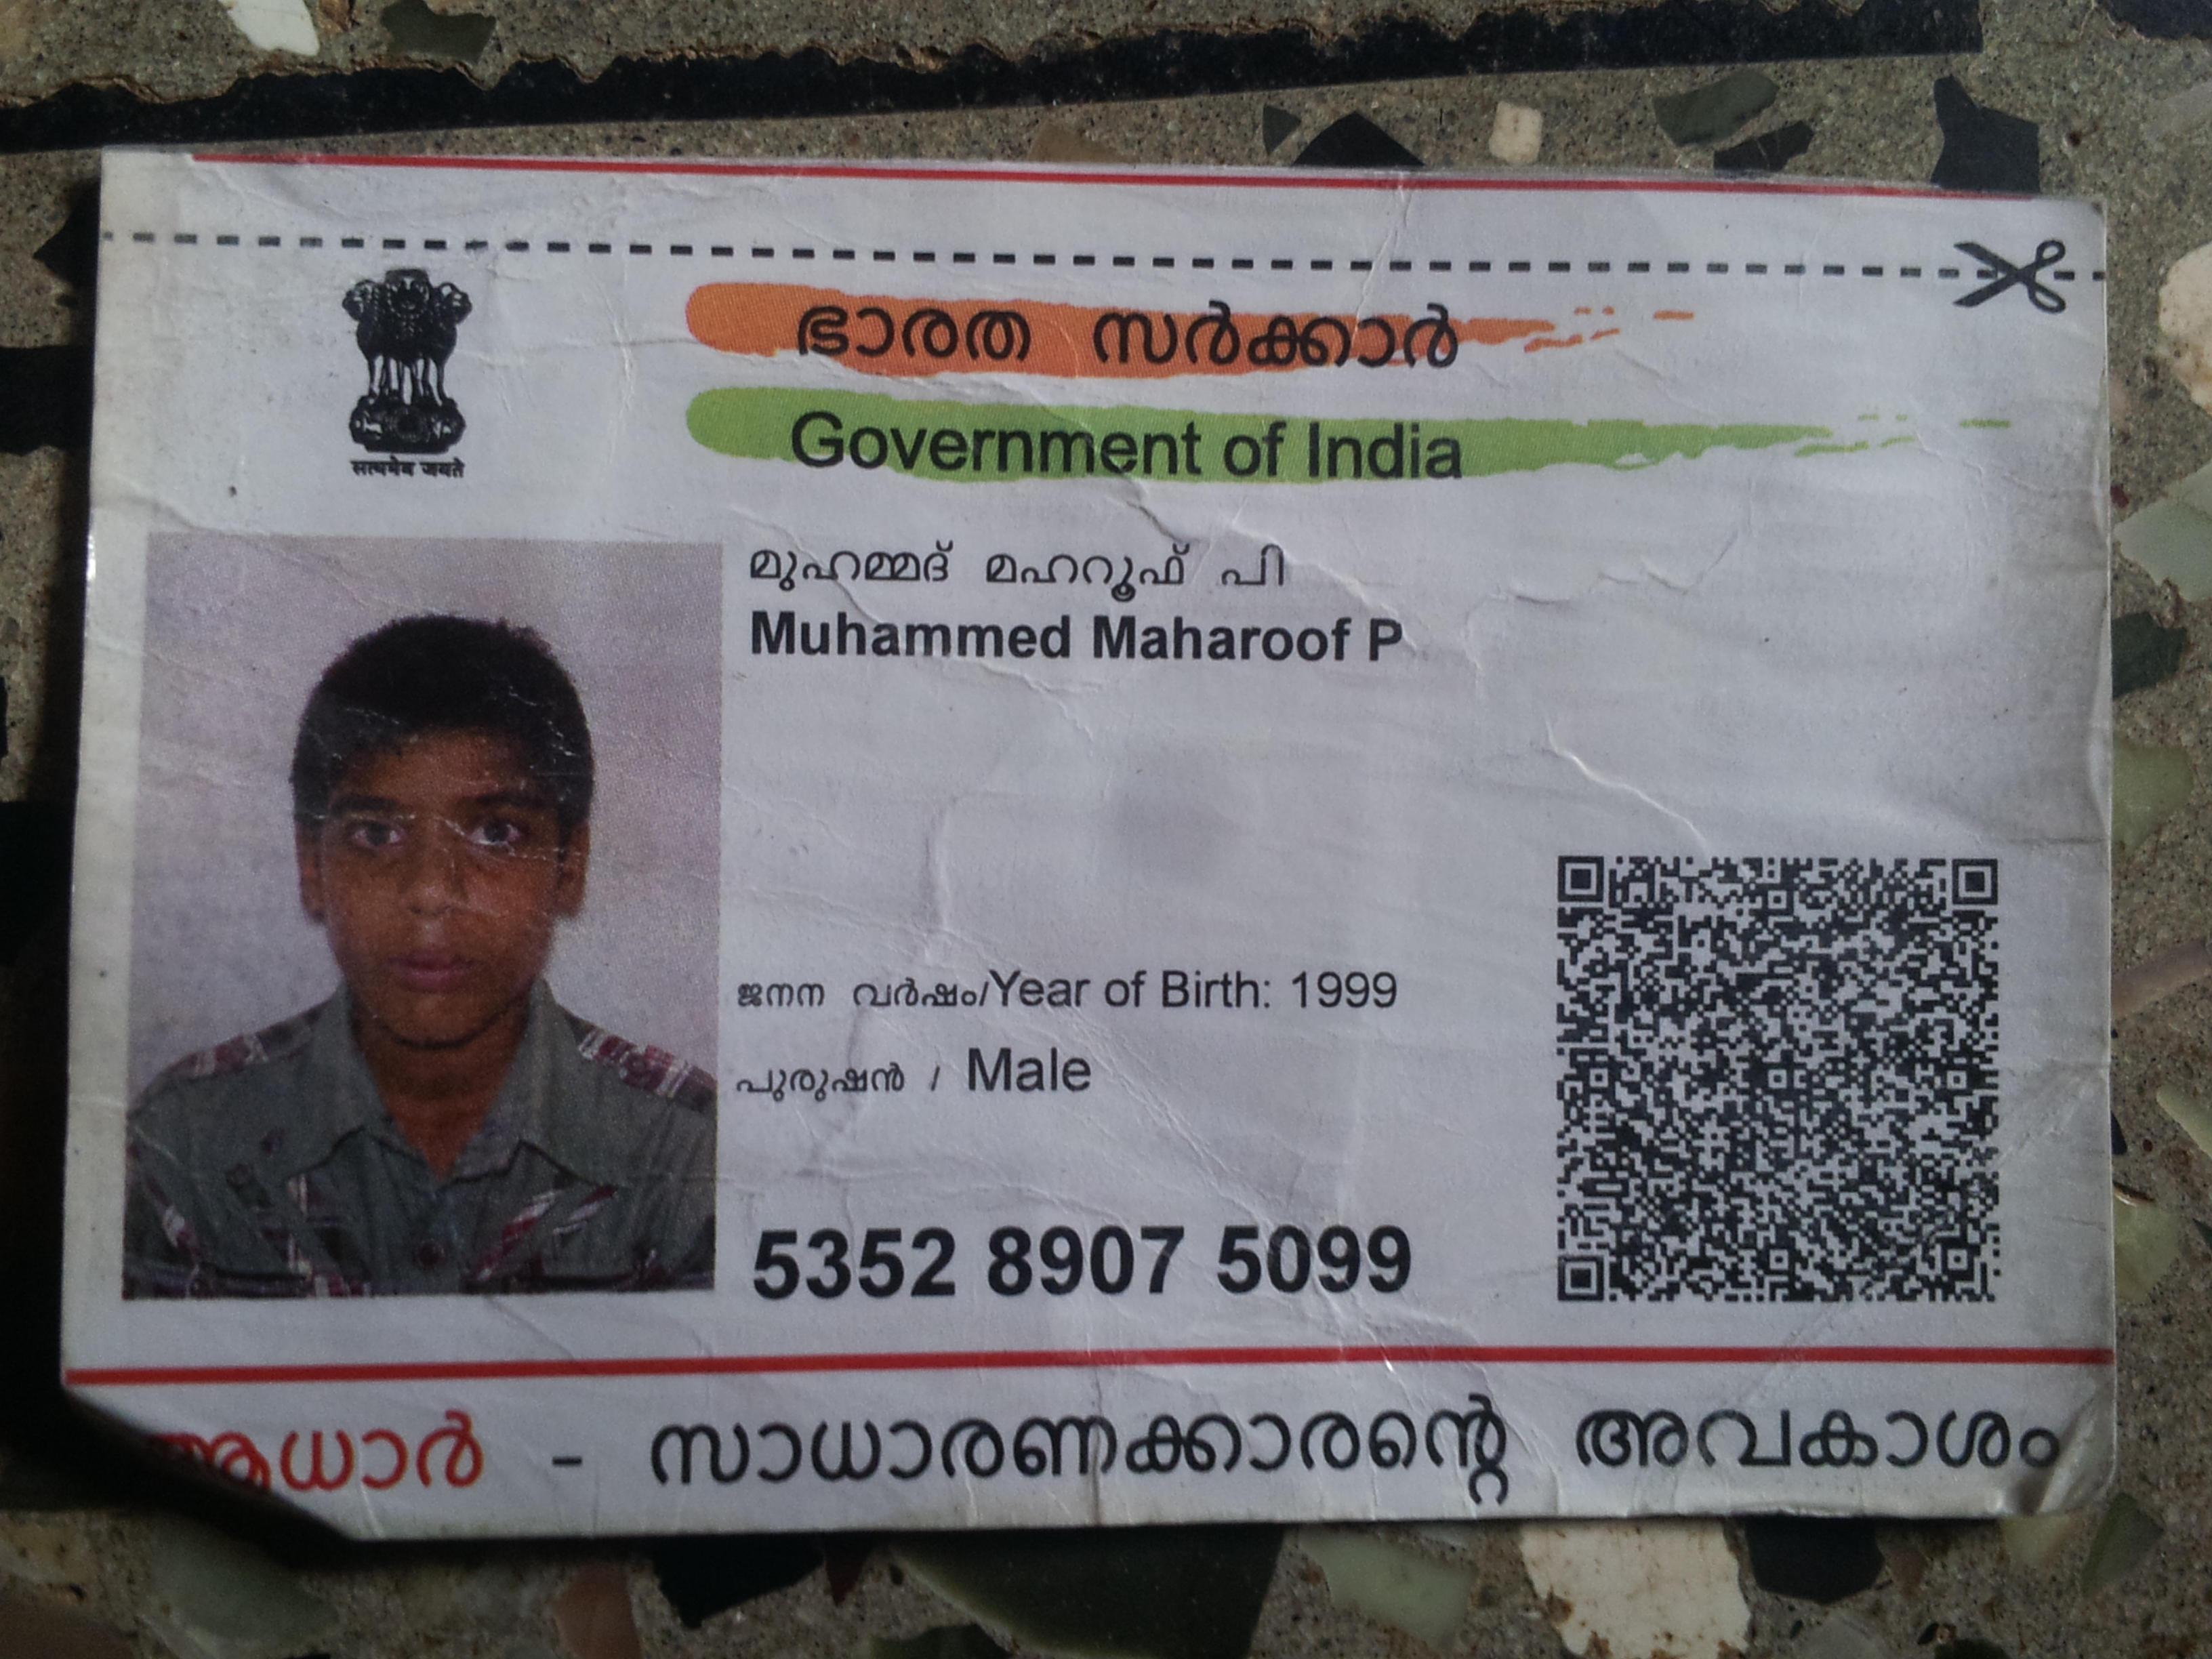 ഭാരത സർക്കാർ
Government of India
सत्यमेव जयते
മുഹമ്മദ് മഹറൂഫ് പി
Muhammed Maharoof P
ജനന വർഷം/Year of Birth: 1999
പുരുഷൻ / Male
5352 8907 5099
ആധാർ - സാധാരണക്കാരന്റെ അവകാശം